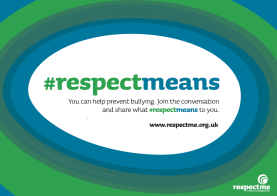 #respectmeans
You can help prevent bullying. Join the conversation
and share what #respectmeans to you.
www.respectme.org.uk
respectme